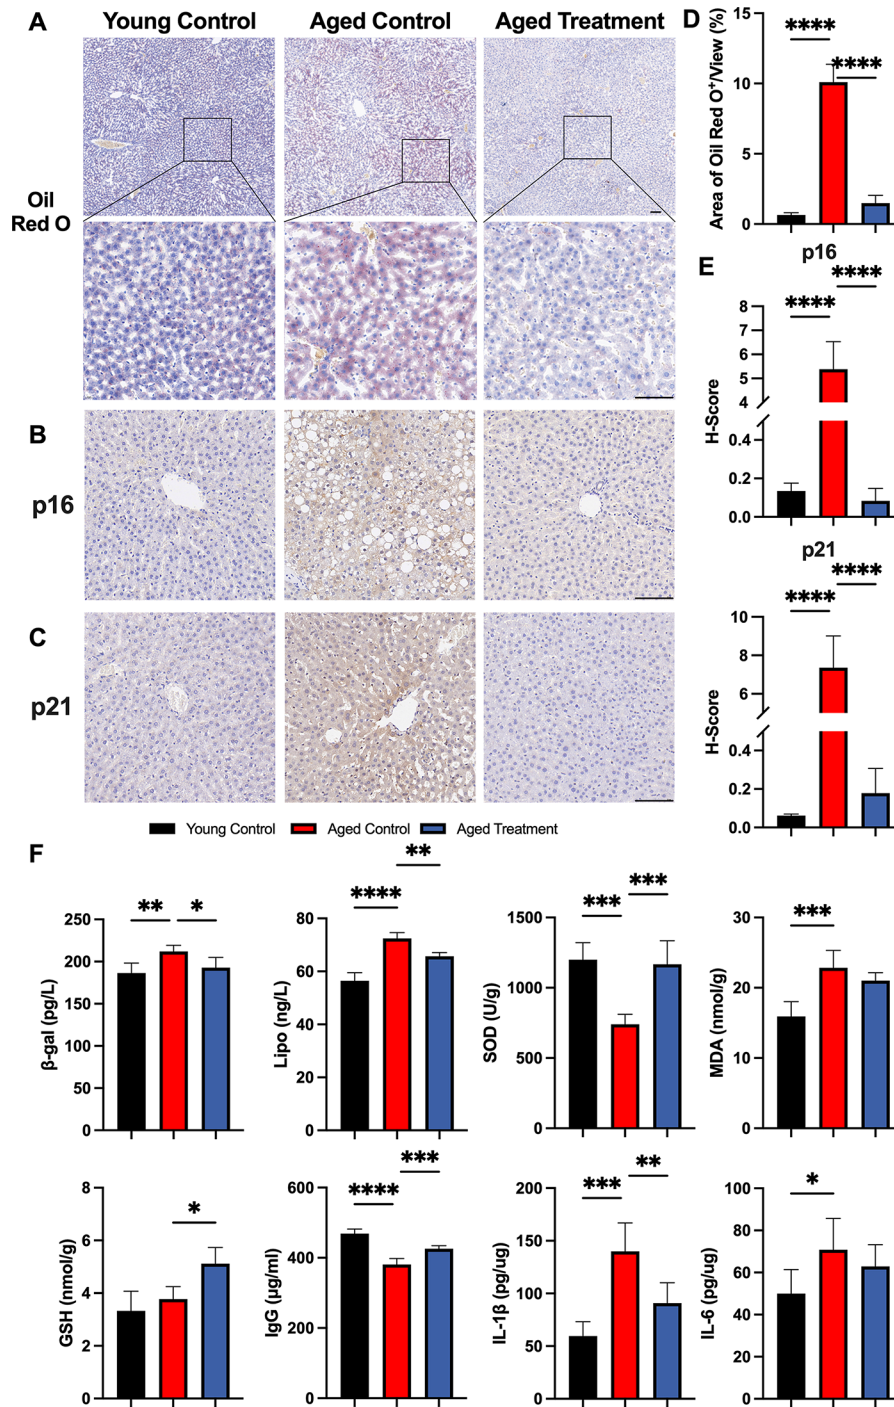 A
Young Control
Aged Control
Aged Treatment
Oil
Red O
B
p16
C
p21
Young Control
Aged Control
Aged Treatment
D
Area of Oil Red O⁺/View (%)
15
10
5
0
****
****
E
p16
H-Score
8
7
6
5
4
0.4
0.2
0.0
****
****
p21
H-Score
10
8
6
0.4
0.2
0.0
****
****
F
β-gal (pg/L)
250
200
150
100
50
0
**
*
Lipo (ng/L)
80
60
40
20
0
****
**
SOD (U/g)
1500
1000
500
0
***
***
MDA (nmol/g)
30
20
10
0
***
GSH (nmol/g)
8
6
4
2
0
*
IgG (μg/ml)
600
400
200
0
****
***
IL-1β (pg/ug)
200
150
100
50
0
***
**
IL-6 (pg/ug)
100
80
60
40
20
0
*